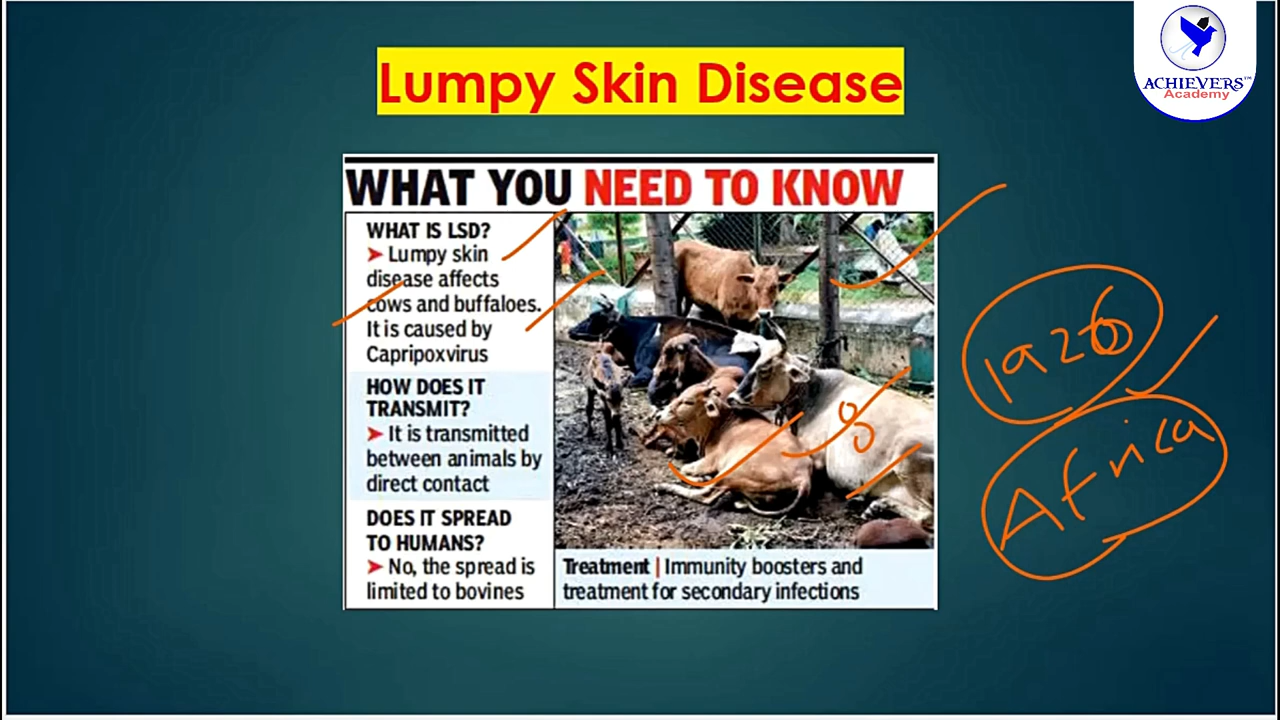 Lumpy Skin Disease
ACHIEVERS™
Academy
WHAT YOU NEED TO KNOW
WHAT IS LSD?
➤ Lumpy skin
disease affects
cows and buffaloes.
It is caused by
Capripoxvirus
HOW DOES IT
TRANSMIT?
➤ It is transmitted
between animals by
direct contact
DOES IT SPREAD
TO HUMANS?
➤ No, the spread is
limited to bovines
Treatment | Immunity boosters and
treatment for secondary infections
1926
Africa